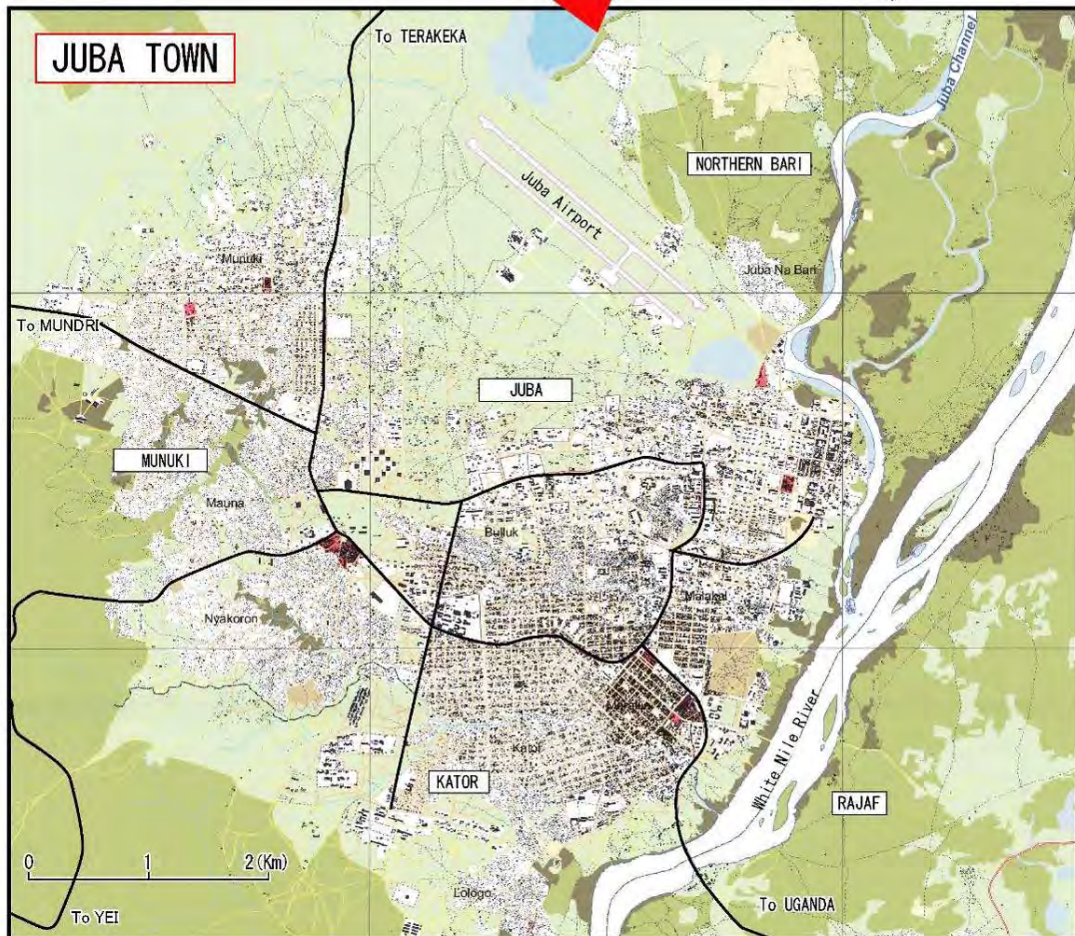 JUBA TOWN
To TERAKEKA
Juba Channel
NORTHERN BARI
Juba Airport
Munuki
Juba Na Bari
To MUNDRI
JUBA
MUNUKI
Mauna
Buluk
Malakal
Nyakoron
Kator
White Nile River
KATOR
RAJAF
0 1 2(Km)
Lologo
To YEI
To UGANDA